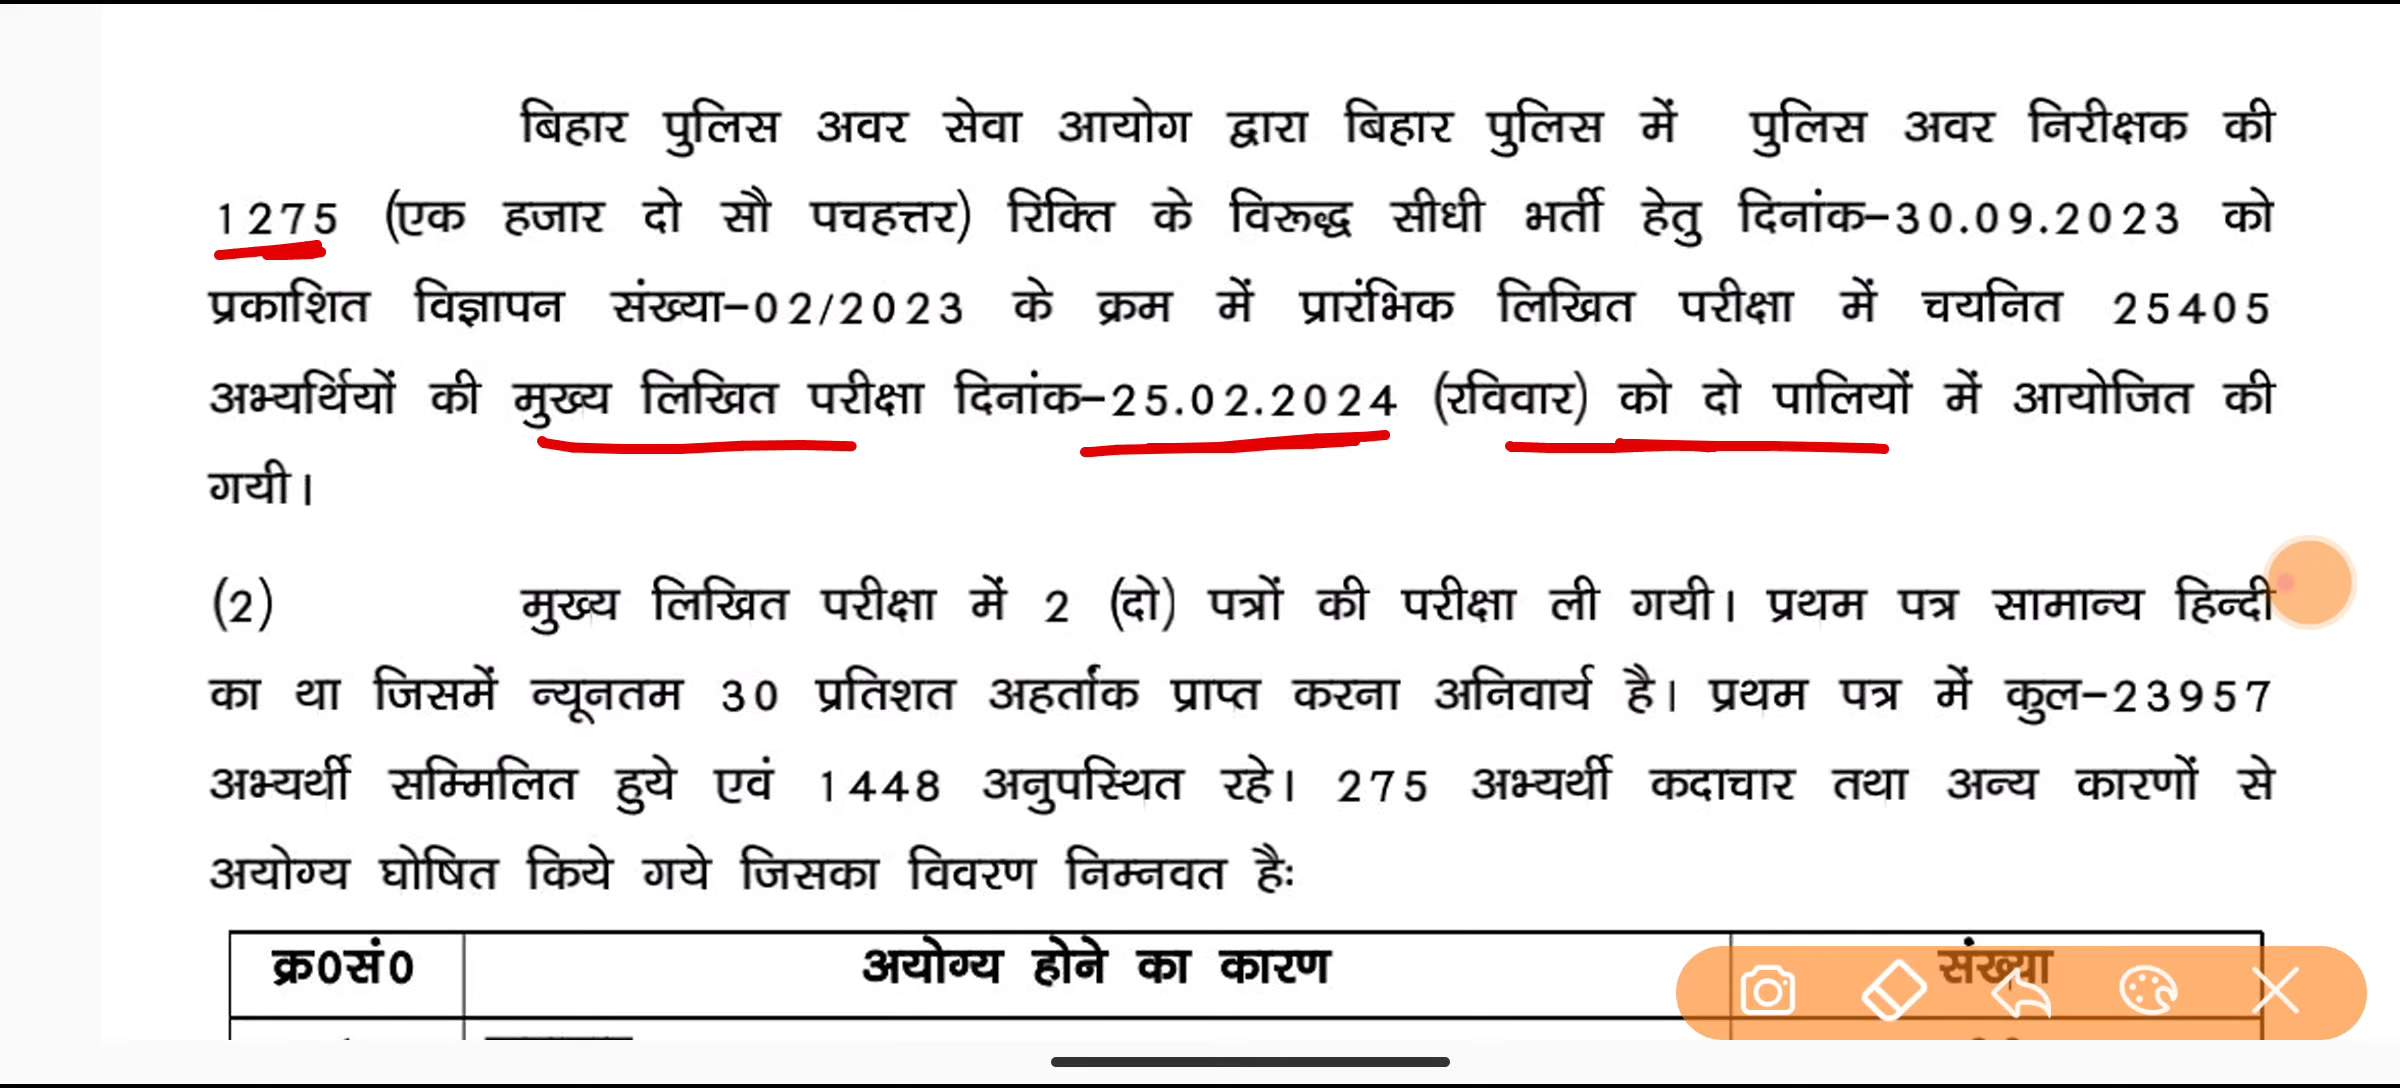 बिहार पुलिस अवर सेवा आयोग द्वारा बिहार पुलिस में पुलिस अवर निरीक्षक की
1275 (एक हजार दो सौ पचहत्तर) रिक्ति के विरूद्ध सीधी भर्ती हेतु दिनांक–30.09.2023 को
प्रकाशित विज्ञापन संख्या–02/2023 के क्रम में प्रारंभिक लिखित परीक्षा में चयनित 25405
अभ्यर्थियों की मुख्य लिखित परीक्षा दिनांक–25.02.2024 (रविवार) को दो पालियों में आयोजित की
गयी।
(2) मुख्य लिखित परीक्षा में 2 (दो) पत्रों की परीक्षा ली गयी। प्रथम पत्र सामान्य हिन्दी
का था जिसमें न्यूनतम 30 प्रतिशत अहर्तांक प्राप्त करना अनिवार्य है। प्रथम पत्र में कुल–23957
अभ्यर्थी सम्मिलित हुये एवं 1448 अनुपस्थित रहे। 275 अभ्यर्थी कदाचार तथा अन्य कारणों से
अयोग्य घोषित किये गये जिसका विवरण निम्नवत है:
क्र0सं0 अयोग्य होने का कारण संख्या